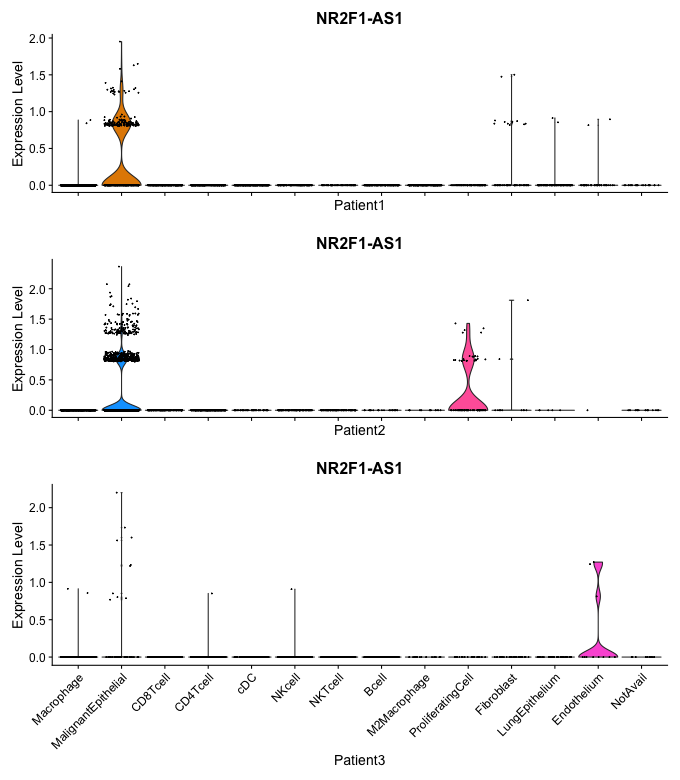 NR2F1-AS1
Expression Level
2.0
1.5
1.0
0.5
0.0
Patient1
NR2F1-AS1
Expression Level
2.0
1.5
1.0
0.5
0.0
Patient2
NR2F1-AS1
Expression Level
2.0
1.5
1.0
0.5
0.0
Macrophage
MalignantEpithelial
CD8Tcell
CD4Tcell
cDC
NKcell
NKTcell
Bcell
M2Macrophage
ProliferatingCell
Fibroblast
LungEpithelium
Endothelium
NotAvail
Patient3